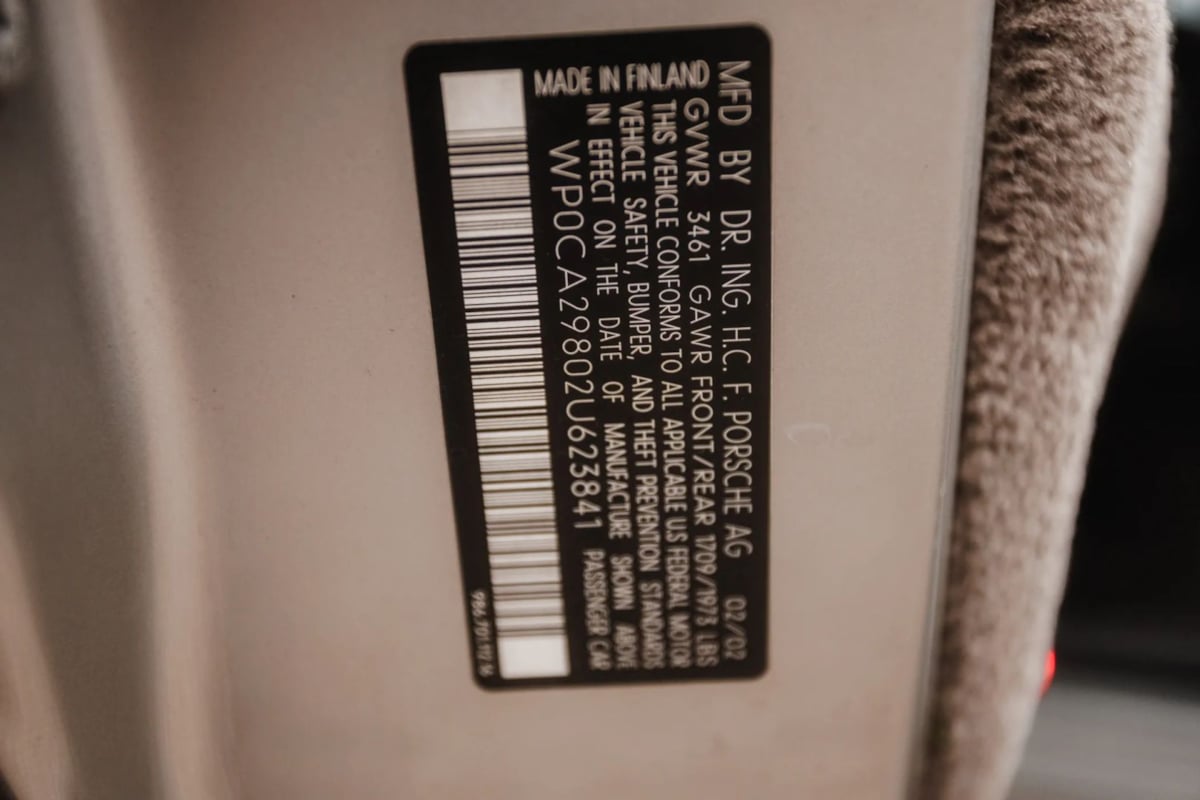 MFD BY DR. ING. H.C. F. PORSCHE AG 02/02
GVWR 3461 GAWR FRONT/REAR 1709/1973 LBS
THIS VEHICLE CONFORMS TO ALL APPLICABLE US FEDERAL MOTOR
VEHICLE SAFETY, BUMPER, AND THEFT PREVENTION STANDARDS
IN EFFECT ON THE DATE OF MANUFACTURE SHOWN ABOVE
MADE IN FINLAND
WP0CA29802U623841 PASSENGER CAR